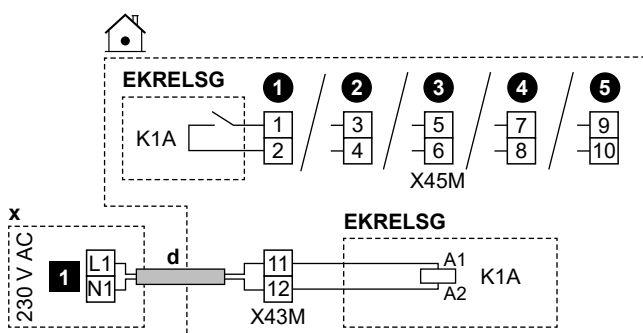 EKRELSG 1 2 3 4 5
K1A 1 3 5 7 9
2 4 6 8 10
X45M
x EKRELSG
230 V AC 1 L1 d 11 A1 K1A
N1 12 A2
X43M